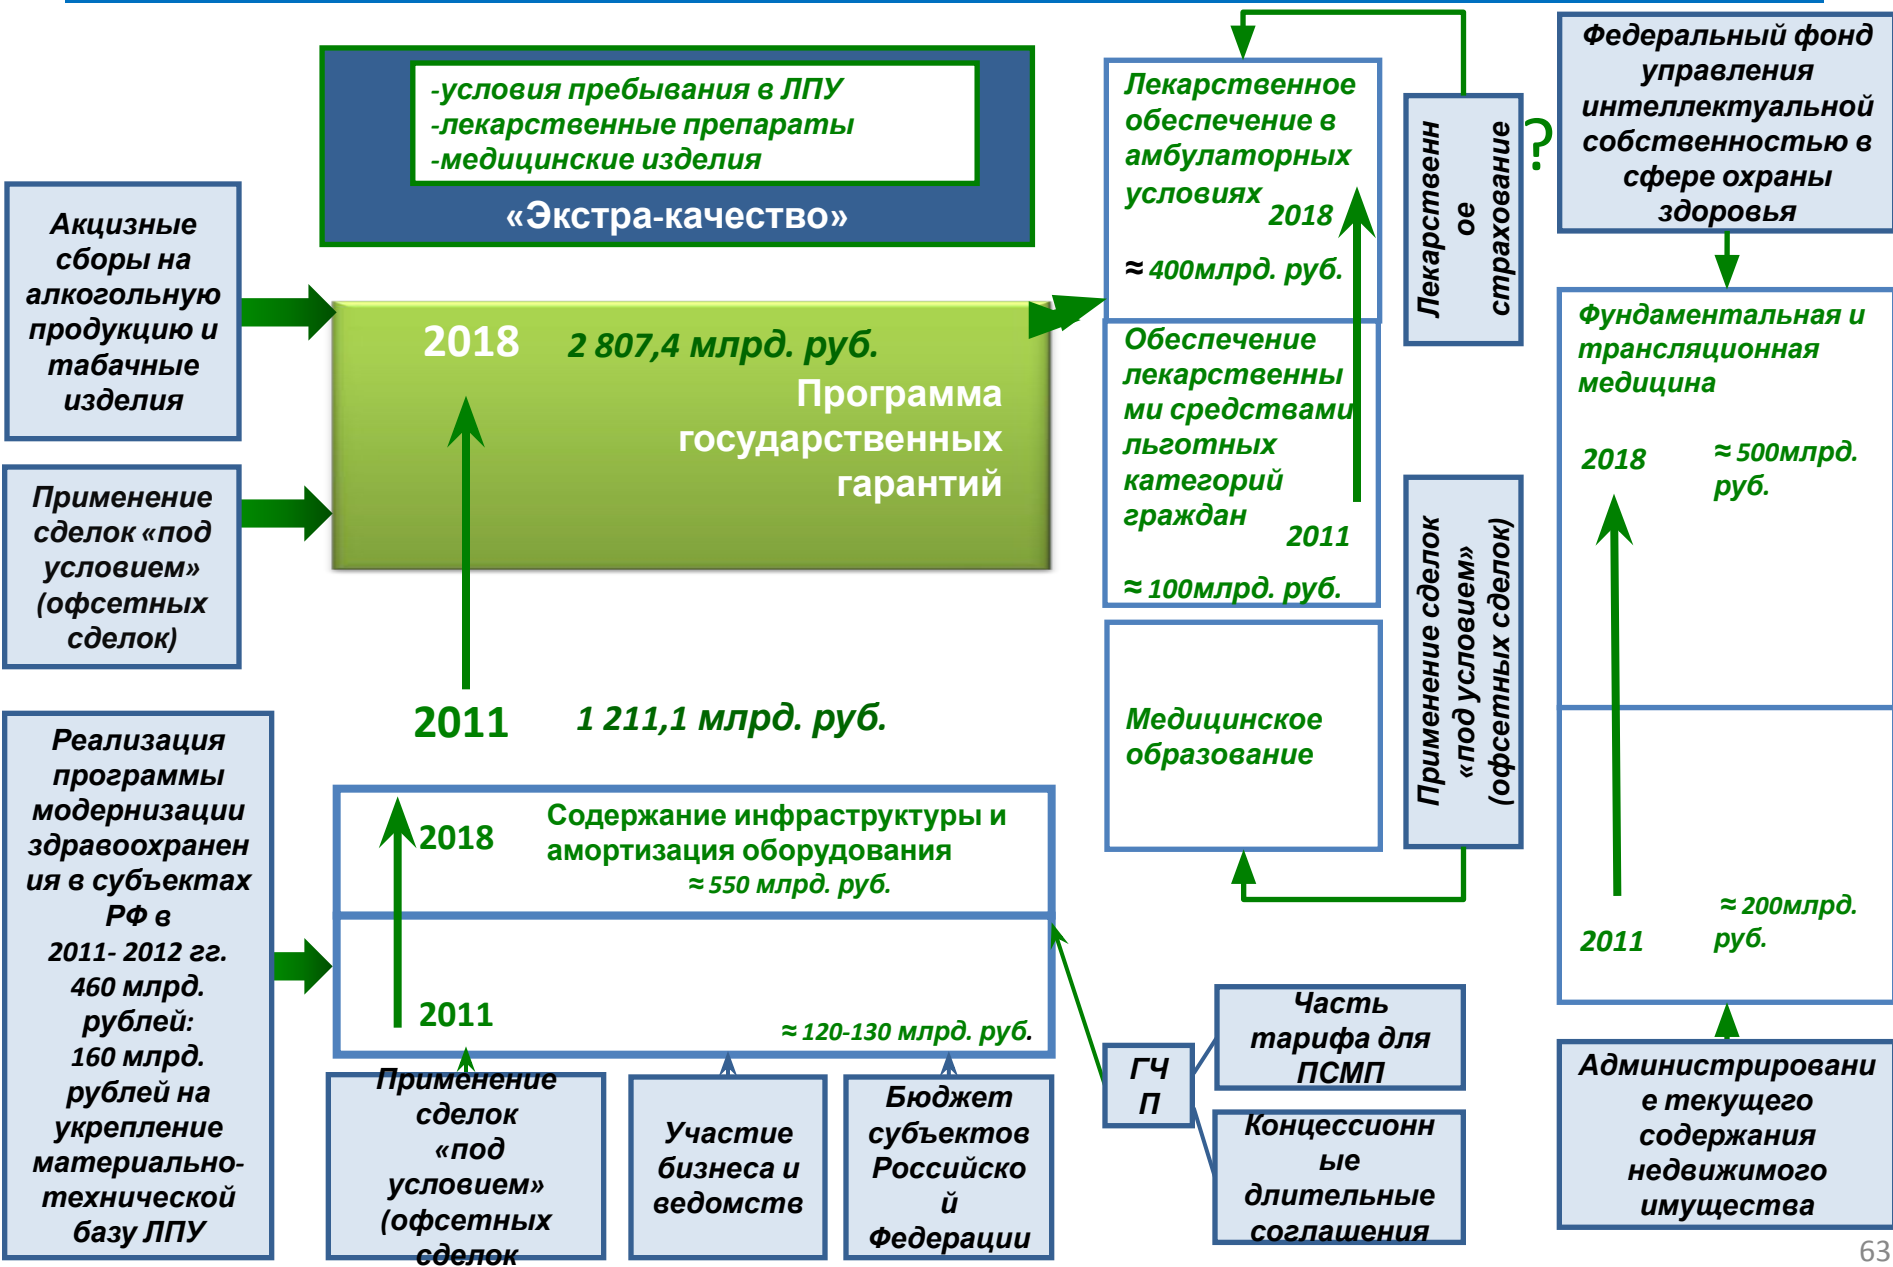 -условия пребывания в ЛПУ
-лекарственные препараты
-медицинские изделия
«Экстра-качество»
Акцизные
сборы на
алкогольную
продукцию и
табачные
изделия
Применение
сделок «под
условием»
(офсетных
сделок)
Реализация
программы
модернизации
здравоохранен
ия в субъектах
РФ в
2011- 2012 гг.
460 млрд.
рублей:
160 млрд.
рублей на
укрепление
материально-
технической
базу ЛПУ
2018 2 807,4 млрд. руб.
Программа
государственных
гарантий
2011 1 211,1 млрд. руб.
2018
Содержание инфраструктуры и
амортизация оборудования
≈ 550 млрд. руб.
2011
≈ 120-130 млрд. руб.
Применение
сделок
«под
условием»
(офсетных
сделок
Участие
бизнеса и
ведомств
Бюджет
субъектов
Российско
й
Федерации
ГЧ
П
Часть
тарифа для
ПСМП
Концессионн
ые
длительные
соглашения
Лекарственное
обеспечение в
амбулаторных
условиях
2018
≈ 400млрд. руб.
Обеспечение
лекарственны
ми средствами
льготных
категорий
граждан
2011
≈ 100млрд. руб.
Медицинское
образование
Лекарственн
ое
страхование
?
Применение сделок
«под условием»
(офсетных сделок)
Федеральный фонд
управления
интеллектуальной
собственностью в
сфере охраны
здоровья
Фундаментальная и
трансляционная
медицина
2018
≈ 500млрд.
руб.
≈ 200млрд.
руб.
2011
Администрировани
е текущего
содержания
недвижимого
имущества
63